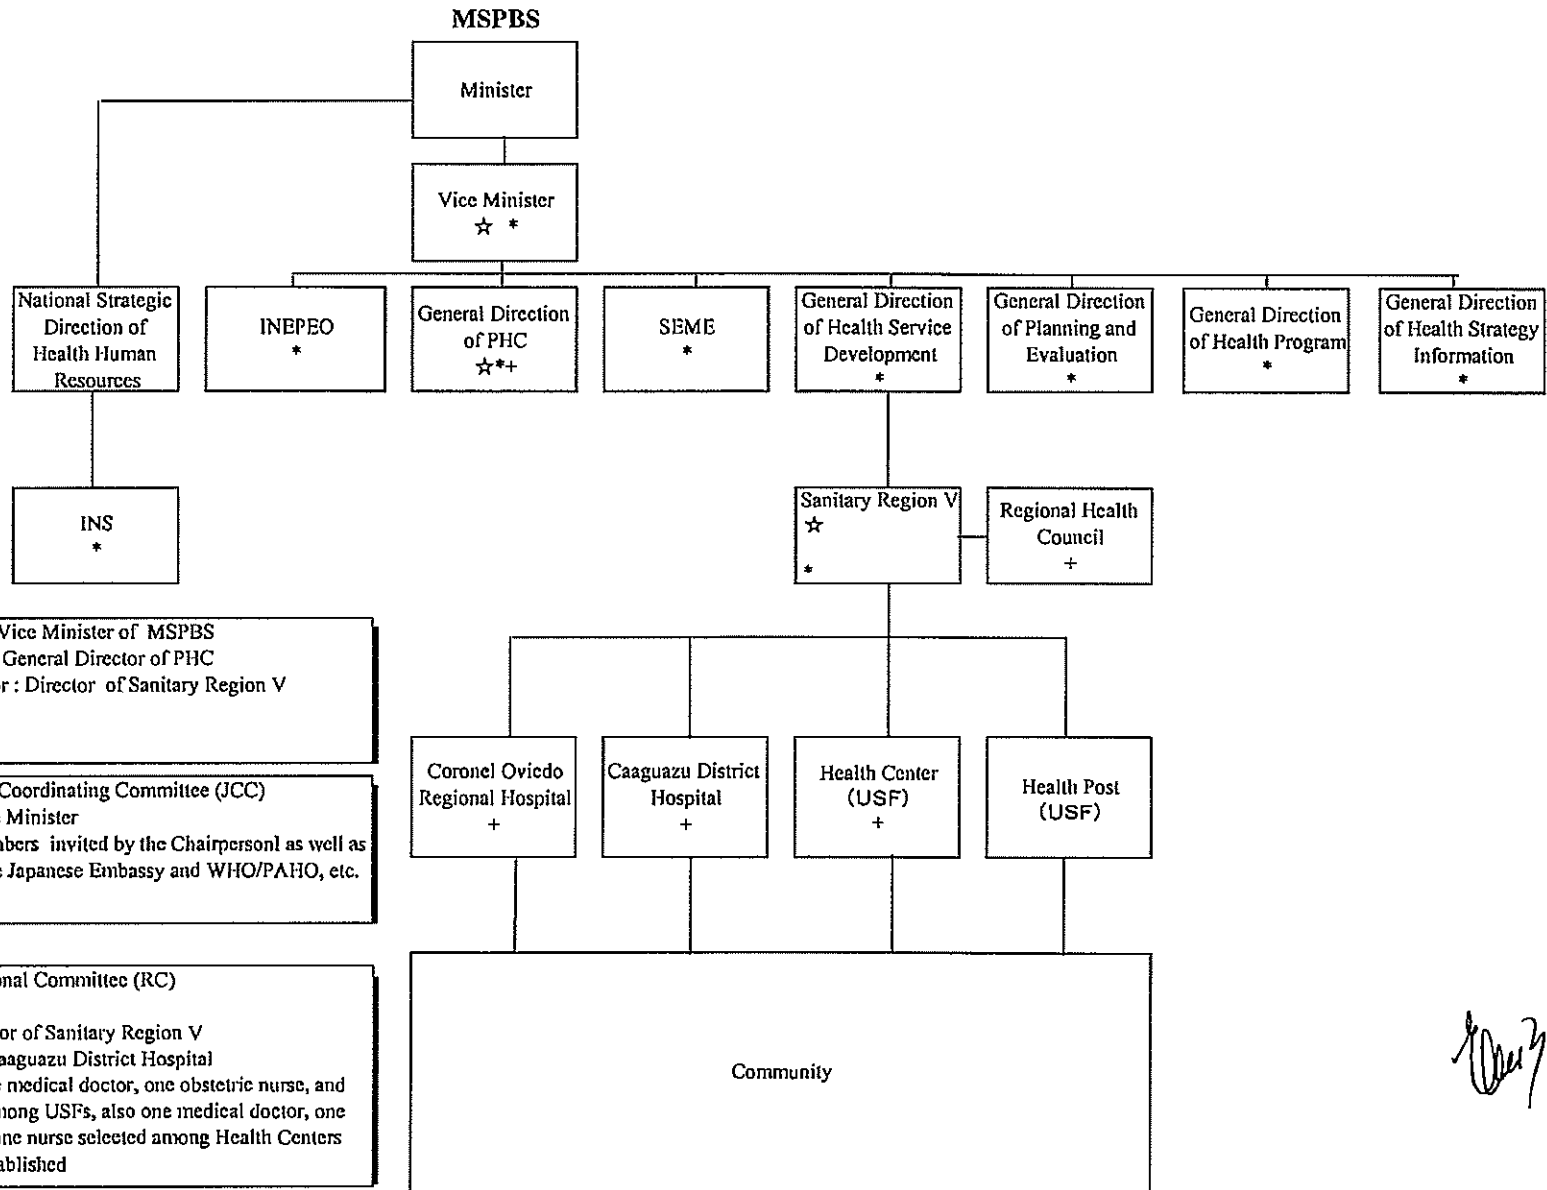 MSPBS
Minister
Vice Minister
☆ *
National Strategic
Direction of
Health Human
Resources
INEPEO
*
General Direction
of PHC
☆*+
SEME
*
General Direction
of Health Service
Development
*
General Direction
of Planning and
Evaluation
*
General Direction
of Health Program
*
General Direction
of Health Strategy
Information
*
INS
*
Sanitary Region V
☆
*
Regional Health
Council
+
Vice Minister of MSPBS
General Director of PHC
r : Director of Sanitary Region V
Coordinating Committee (JCC)
Minister
bers invited by the Chairpersonl as well as
Japanese Embassy and WHO/PAHO, etc.
onal Committee (RC)
or of Sanitary Region V
aaguazu District Hospital
medical doctor, one obstetric nurse, and
nong USFs, also one medical doctor, one
one nurse selected among Health Centers
ablished
Coronel Oviedo
Regional Hospital
+
Caaguazu District
Hospital
+
Health Center
(USF)
+
Health Post
(USF)
Community